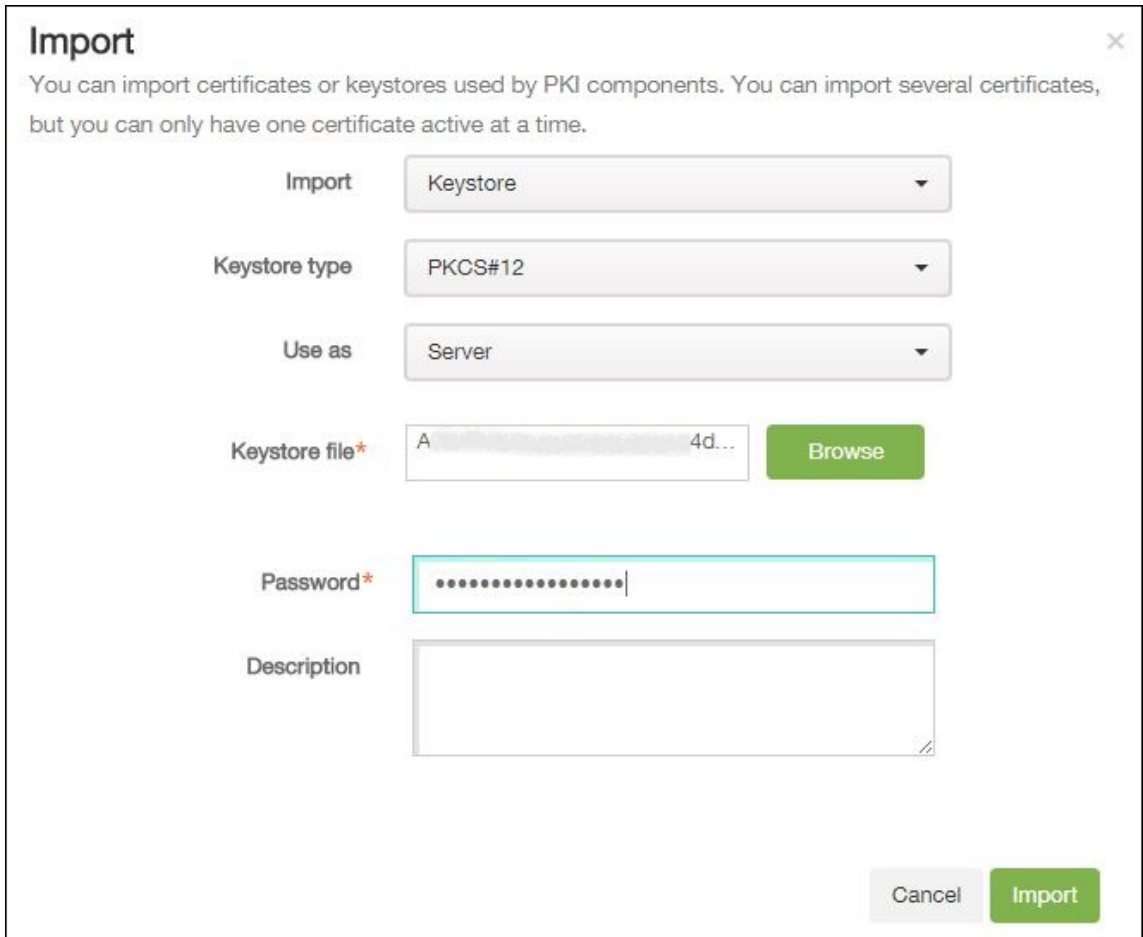 Import
×
You can import certificates or keystores used by PKI components. You can import several certificates,
but you can only have one certificate active at a time.
Import Keystore
Keystore type PKCS#12
Use as Server
Keystore file* A 4d... Browse
Password* •••••••••••••••••
Description
Cancel Import